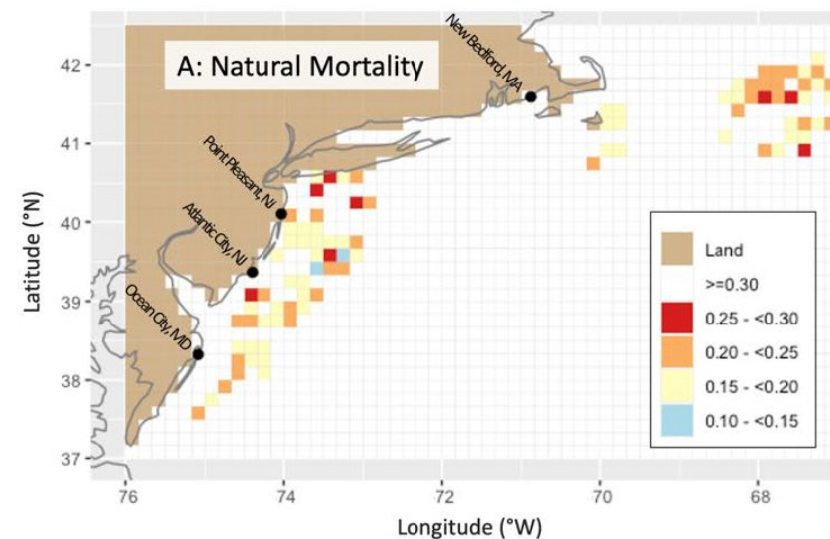 A: Natural Mortality
New Bedford, MA
Point Pleasant, NJ
Atlantic City, NJ
Ocean City, MD
42
41
40
39
38
37
Latitude (°N)
76
74
72
70
68
Longitude (°W)
Land
>=0.30
0.25 - <0.30
0.20 - <0.25
0.15 - <0.20
0.10 - <0.15